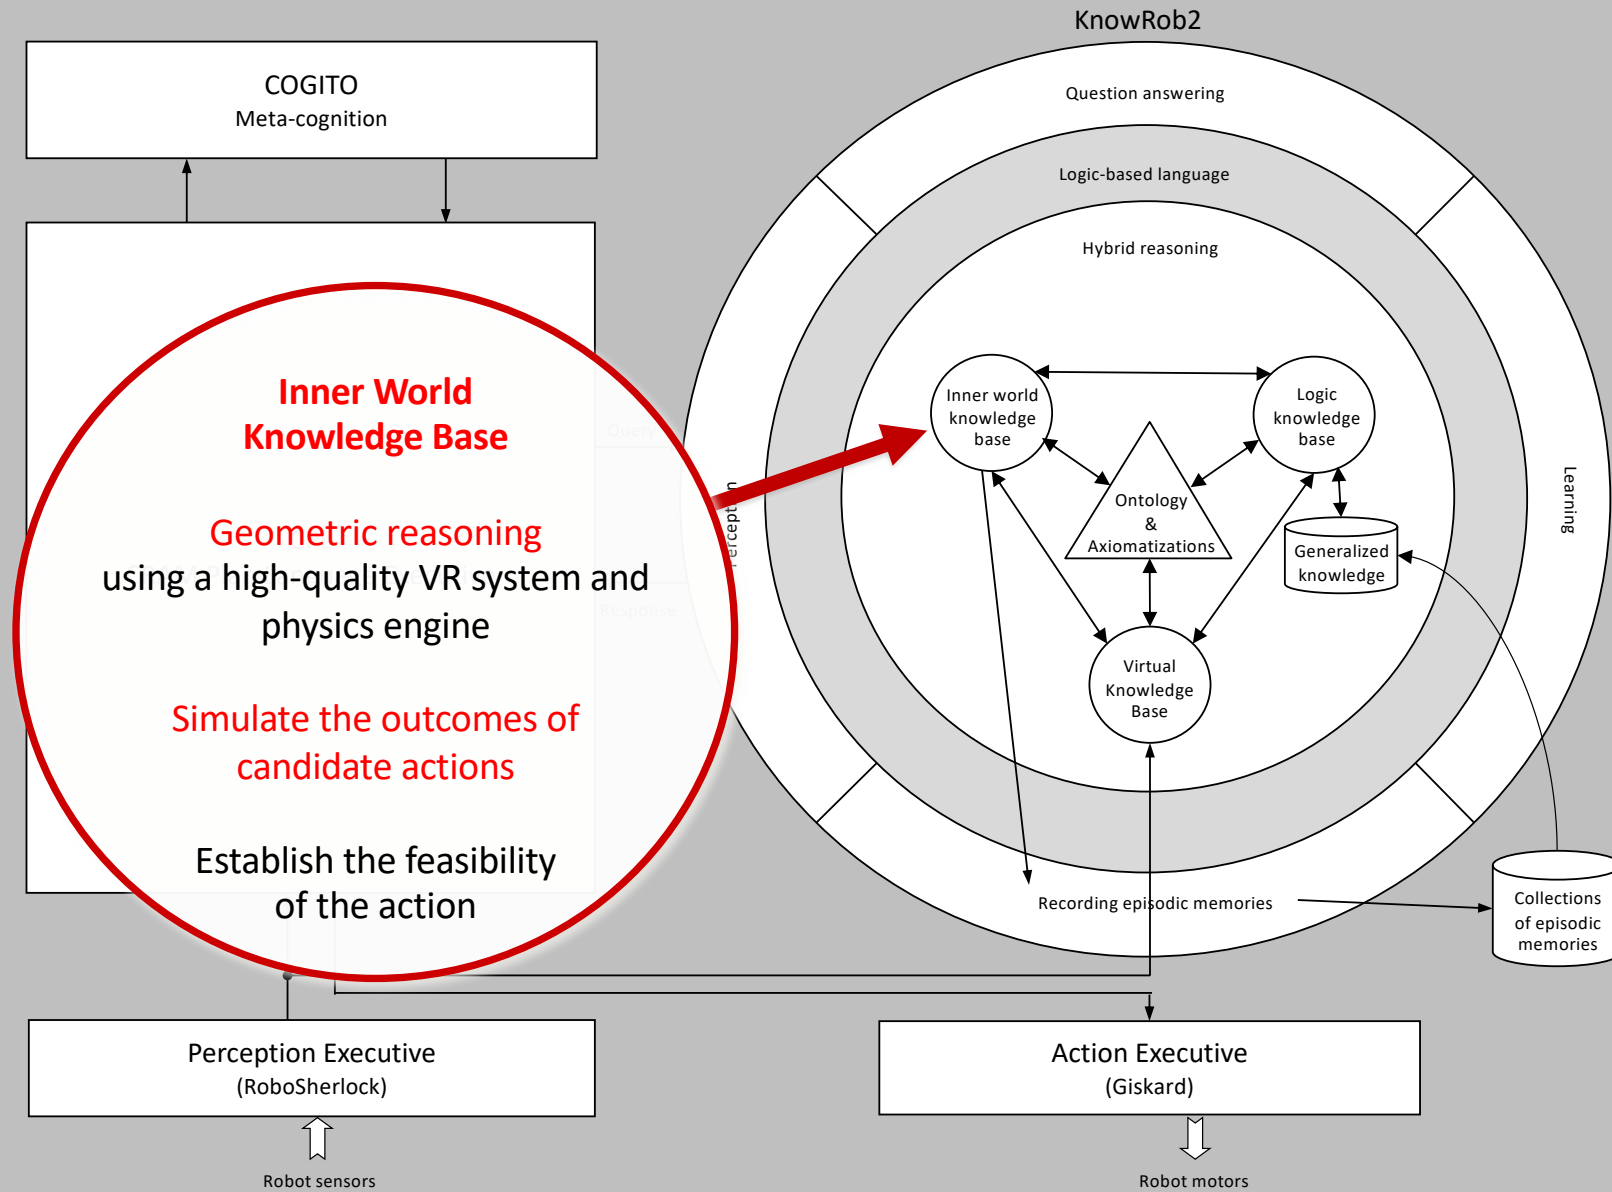 KnowRob2
COGITO
Meta-cognition
Question answering
Logic-based language
Hybrid reasoning
Inner World
Knowledge Base
Geometric reasoning
using a high-quality VR system and
physics engine
Simulate the outcomes of
candidate actions
Establish the feasibility
of the action
Query
Response
Perception
Inner world
knowledge
base
Logic
knowledge
base
Ontology
&
Axiomatizations
Generalized
knowledge
Virtual
Knowledge
Base
Learning
Recording episodic memories
Collections
of episodic
memories
Perception Executive
(RoboSherlock)
Action Executive
(Giskard)
Robot sensors
Robot motors